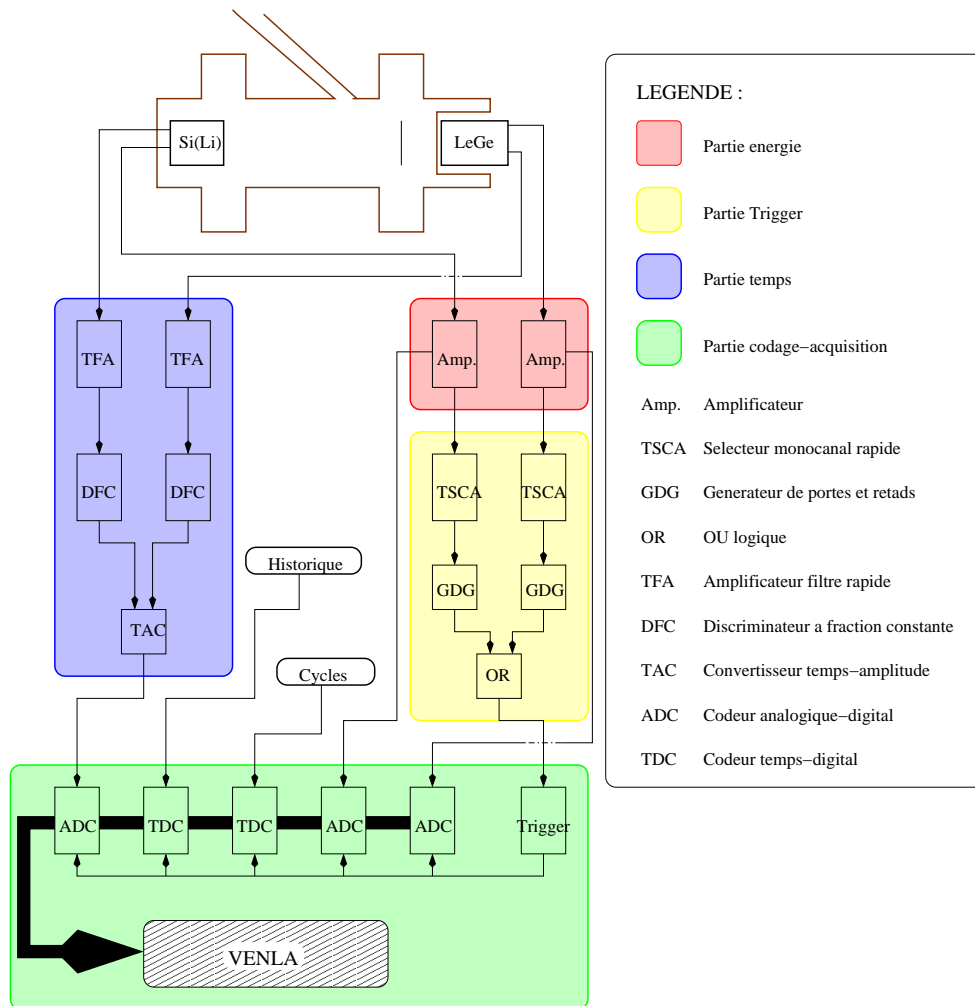 Si(Li)
LeGe
TFA
TFA
Amp.
Amp.
DFC
DFC
TSCA
TSCA
Historique
GDG
GDG
TAC
Cycles
OR
ADC
TDC
TDC
ADC
ADC
Trigger
VENLA
LEGENDE :
Partie energie
Partie Trigger
Partie temps
Partie codage-acquisition
Amp. Amplificateur
TSCA Selecteur monocanal rapide
GDG Generateur de portes et retads
OR OU logique
TFA Amplificateur filtre rapide
DFC Discriminateur a fraction constante
TAC Convertisseur temps-amplitude
ADC Codeur analogique-digital
TDC Codeur temps-digital